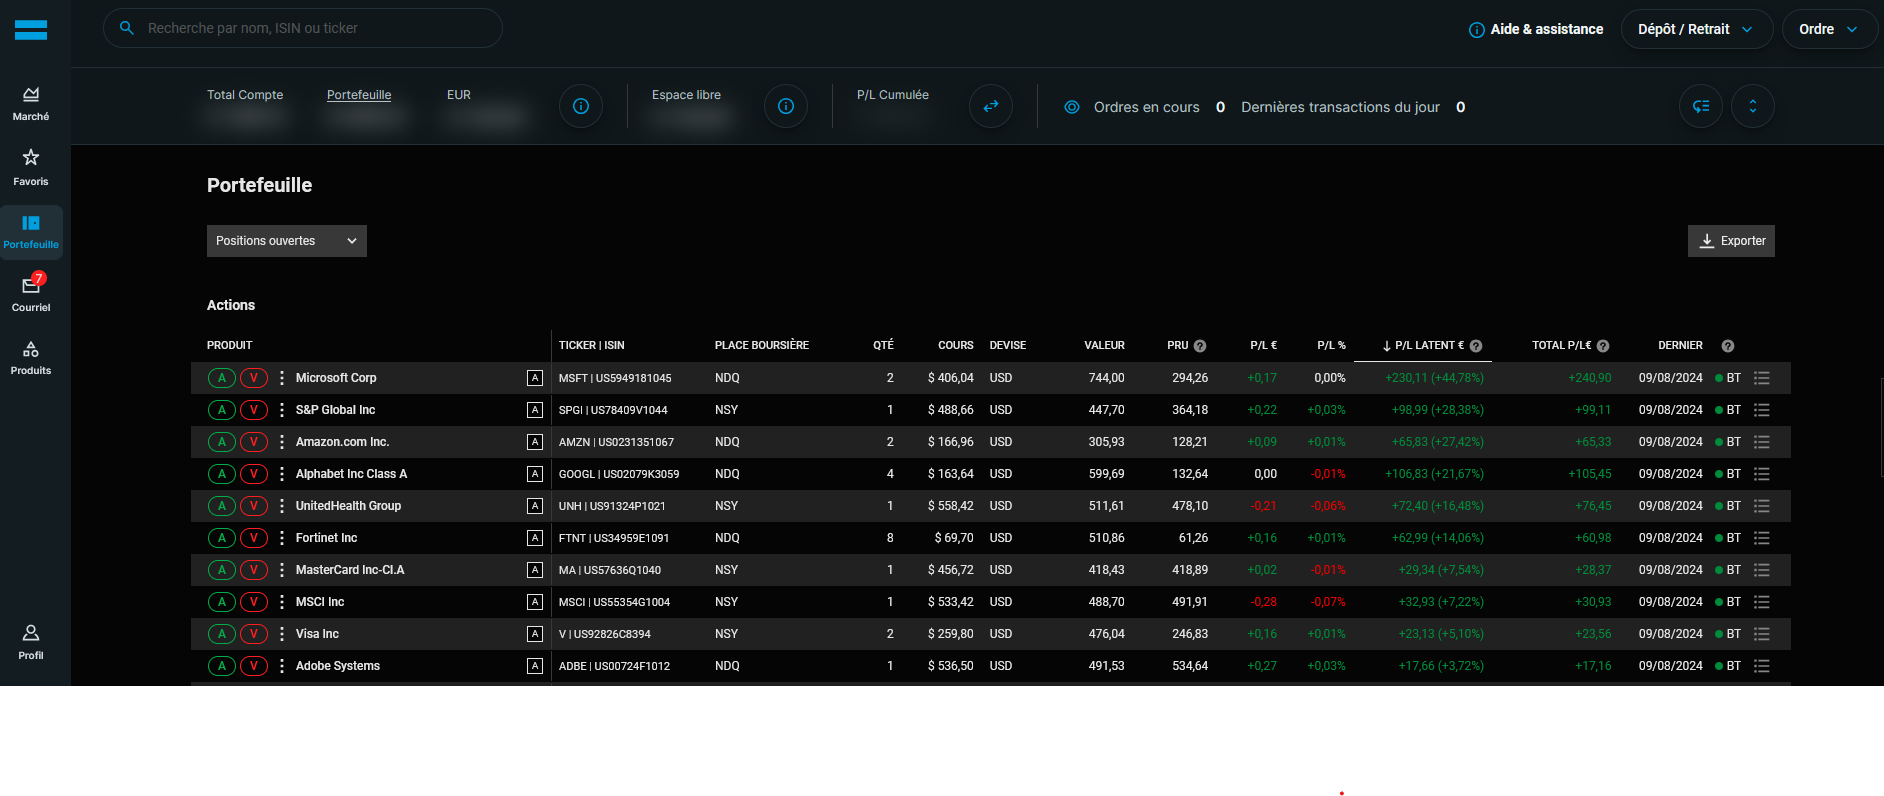 Recherche par nom, ISIN ou ticker
Aide & assistance
Dépôt / Retrait
Ordre
Marché
Favoris
Portefeuille
7
Courriel
Produits
Profil
Total Compte Portefeuille EUR Espace libre P/L Cumulée
Ordres en cours 0 Dernières transactions du jour 0
Portefeuille
Positions ouvertes
Exporter
Actions
PRODUIT TICKER | ISIN PLACE BOURSIÈRE QTÉ COURS DEVISE VALEUR PRU ? P/L € P/L % ↓ P/L LATENT € ? TOTAL P/L€ ? DERNIER ?
A V Microsoft Corp A MSFT | US5949181045 NDQ 2 $ 406,04 USD 744,00 294,26 +0,17 0,00% +230,11 (+44,78%) +240,90 09/08/2024 BT
A V S&P Global Inc A SPGI | US78409V1044 NSY 1 $ 488,66 USD 447,70 364,18 +0,22 +0,03% +98,99 (+28,38%) +99,11 09/08/2024 BT
A V Amazon.com Inc. A AMZN | US0231351067 NDQ 2 $ 166,96 USD 305,93 128,21 +0,09 +0,01% +65,83 (+27,42%) +65,33 09/08/2024 BT
A V Alphabet Inc Class A A GOOGL | US02079K3059 NDQ 4 $ 163,64 USD 599,69 132,64 0,00 -0,01% +106,83 (+21,67%) +105,45 09/08/2024 BT
A V UnitedHealth Group A UNH | US91324P1021 NSY 1 $ 558,42 USD 511,61 478,10 -0,21 -0,06% +72,40 (+16,48%) +76,45 09/08/2024 BT
A V Fortinet Inc A FTNT | US34959E1091 NDQ 8 $ 69,70 USD 510,86 61,26 +0,16 +0,01% +62,99 (+14,06%) +60,98 09/08/2024 BT
A V MasterCard Inc-Cl.A A MA | US57636Q1040 NSY 1 $ 456,72 USD 418,43 418,89 +0,02 -0,01% +29,34 (+7,54%) +28,37 09/08/2024 BT
A V MSCI Inc A MSCI | US55354G1004 NSY 1 $ 533,42 USD 488,70 491,91 -0,28 -0,07% +32,93 (+7,22%) +30,93 09/08/2024 BT
A V Visa Inc A V | US92826C8394 NSY 2 $ 259,80 USD 476,04 246,83 +0,16 +0,01% +23,13 (+5,10%) +23,56 09/08/2024 BT
A V Adobe Systems A ADBE | US00724F1012 NDQ 1 $ 536,50 USD 491,53 534,64 +0,27 +0,03% +17,66 (+3,72%) +17,16 09/08/2024 BT